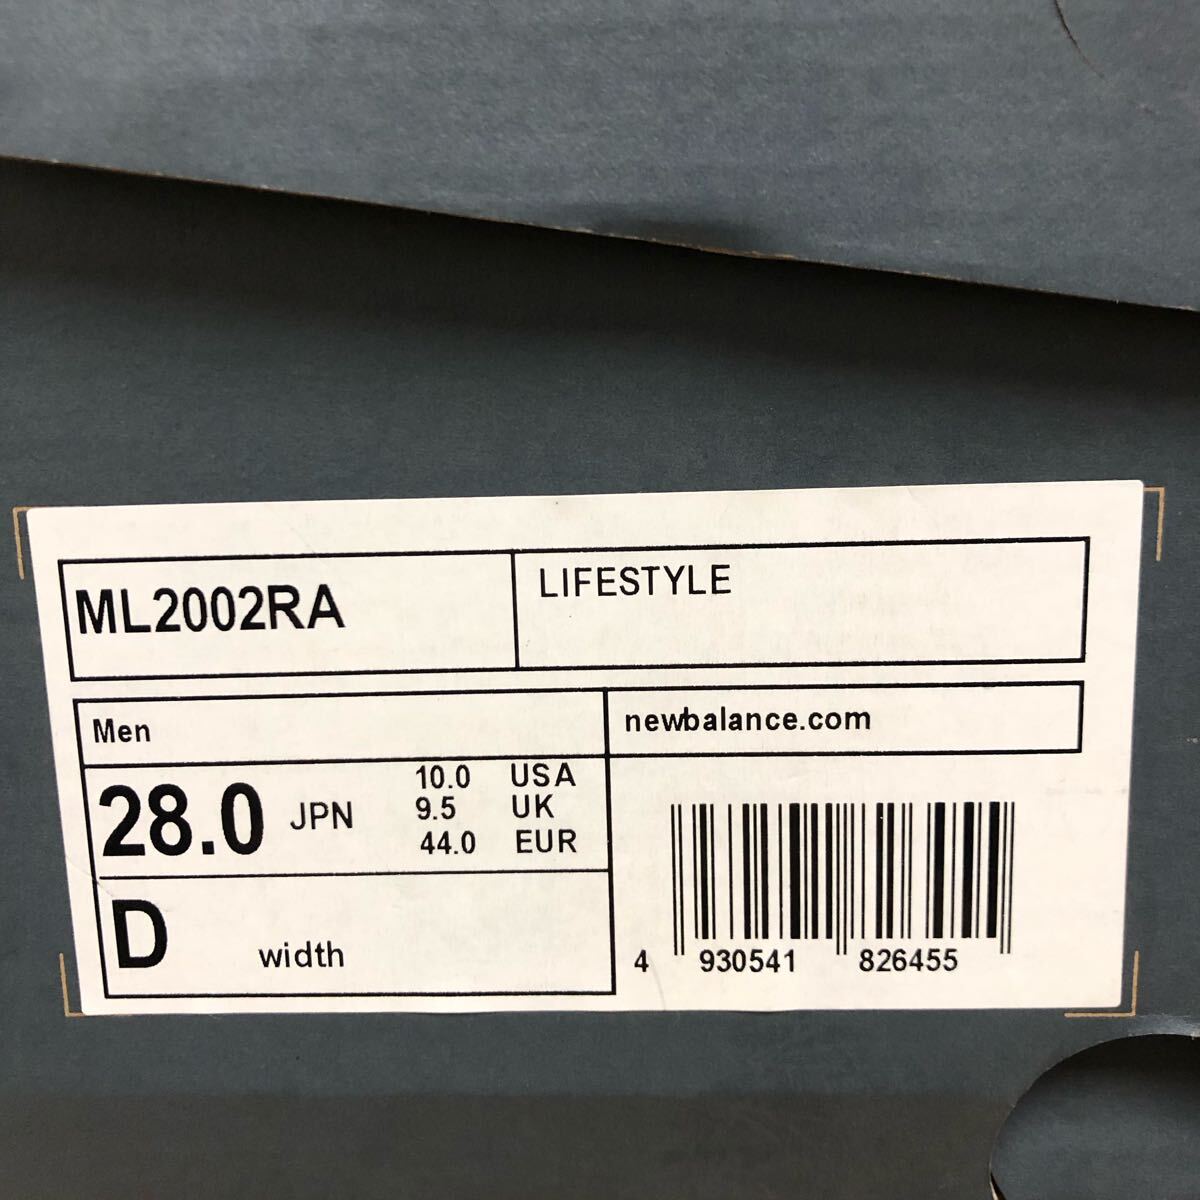 ML2002RA
LIFESTYLE
Men
newbalance.com
28.0 JPN
10.0 USA
9.5 UK
44.0 EUR
D width
4 930541 826455